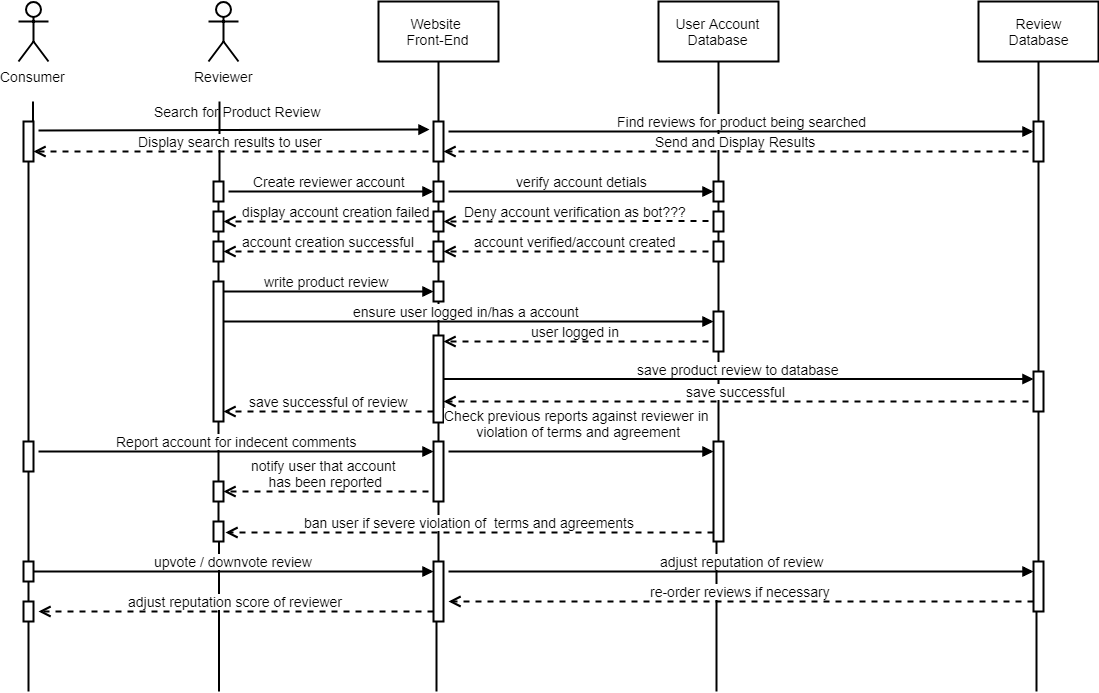 Website
Front-End
User Account
Database
Review
Database
Consumer
Reviewer
Search for Product Review
Find reviews for product being searched
Display search results to user
Send and Display Results
Create reviewer account
verify account detials
display account creation failed
Deny account verification as bot???
account creation successful
account verified/account created
write product review
ensure user logged in/has a account
user logged in
save product review to database
save successful
save successful of review
Check previous reports against reviewer in
violation of terms and agreement
Report account for indecent comments
notify user that account
has been reported
ban user if severe violation of terms and agreements
upvote / downvote review
adjust reputation of review
re-order reviews if necessary
adjust reputation score of reviewer